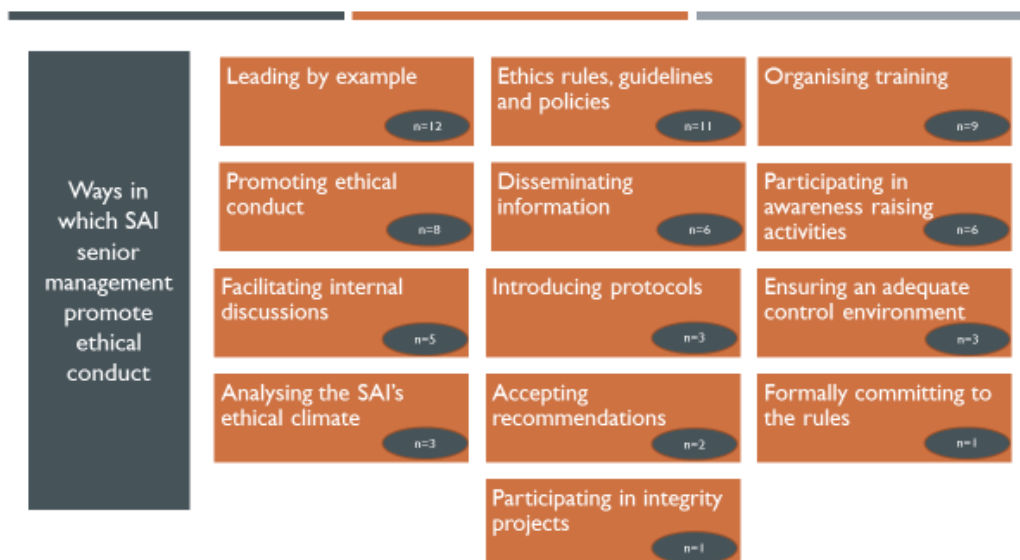 Ways in
which SAI
senior
management
promote
ethical
conduct
Leading by example
n=12
Ethics rules, guidelines
and policies
n=11
Organising training
n=9
Promoting ethical
conduct
n=8
Disseminating
information
n=6
Participating in
awareness raising
activities
n=6
Facilitating internal
discussions
n=5
Introducing protocols
n=3
Ensuring an adequate
control environment
n=3
Analysing the SAI's
ethical climate
n=3
Accepting
recommendations
n=2
Formally committing to
the rules
n=1
Participating in integrity
projects
n=1